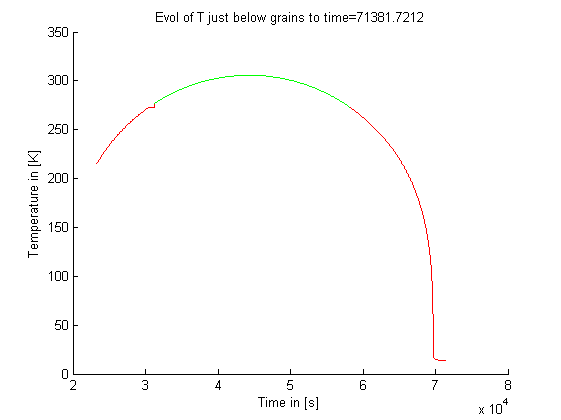 Evol of T just below grains to time=71381.7212
350
300
250
200
150
100
50
0
Temperature in [K]
2 3 4 5 6 7 8
Time in [s]
x 10^4